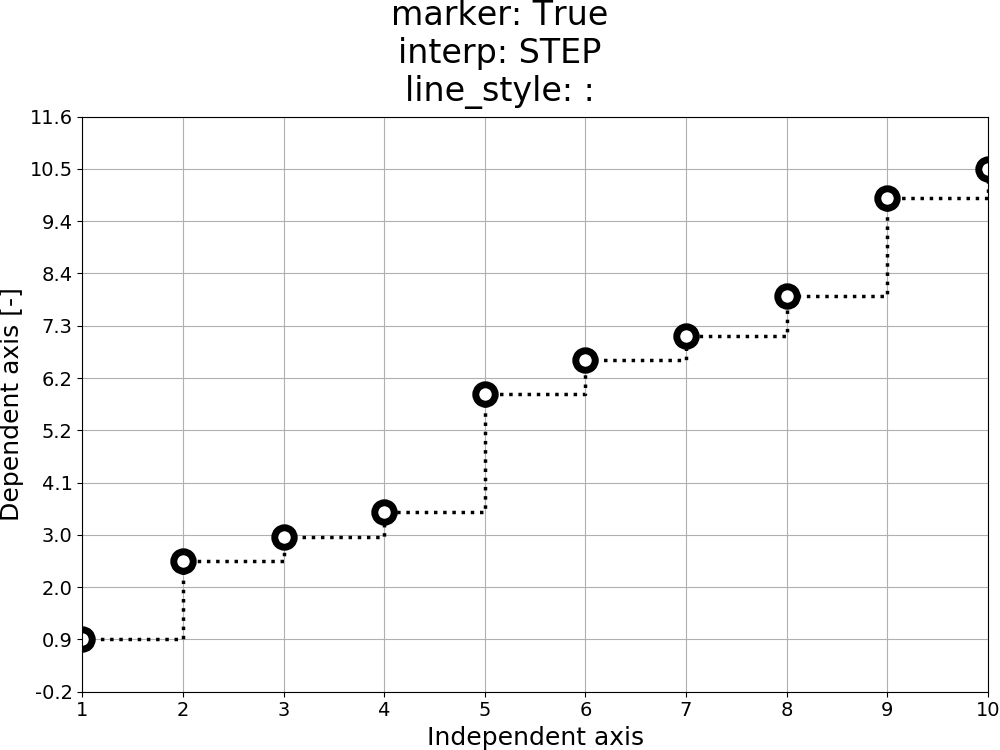 marker: True
interp: STEP
line_style: :
11.6
10.5
9.4
8.4
7.3
6.2
5.2
4.1
3.0
2.0
0.9
-0.2
Dependent axis [-]
1 2 3 4 5 6 7 8 9 10
Independent axis